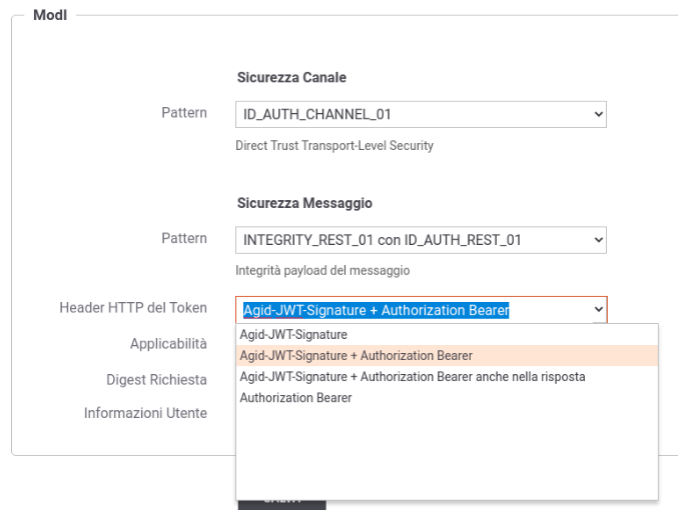 ModI
Sicurezza Canale
Pattern
ID_AUTH_CHANNEL_01
Direct Trust Transport-Level Security
Sicurezza Messaggio
Pattern
INTEGRITY_REST_01 con ID_AUTH_REST_01
Integrità payload del messaggio
Header HTTP del Token
Agid-JWT-Signature + Authorization Bearer
Agid-JWT-Signature
Applicabilità
Agid-JWT-Signature + Authorization Bearer
Digest Richiesta
Agid-JWT-Signature + Authorization Bearer anche nella risposta
Authorization Bearer
Informazioni Utente